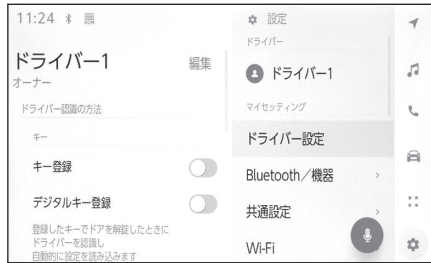 11:24
ドライバー1
編集
オーナー
ドライバー認識の方法
キー
キー登録
デジタルキー登録
登録したキーでドアを解錠したときに
ドライバーを認識し
自動的に設定を読み込みます
設定
ドライバー
ドライバー1
マイセッティング
ドライバー設定
Bluetooth／機器
共通設定
Wi-Fi